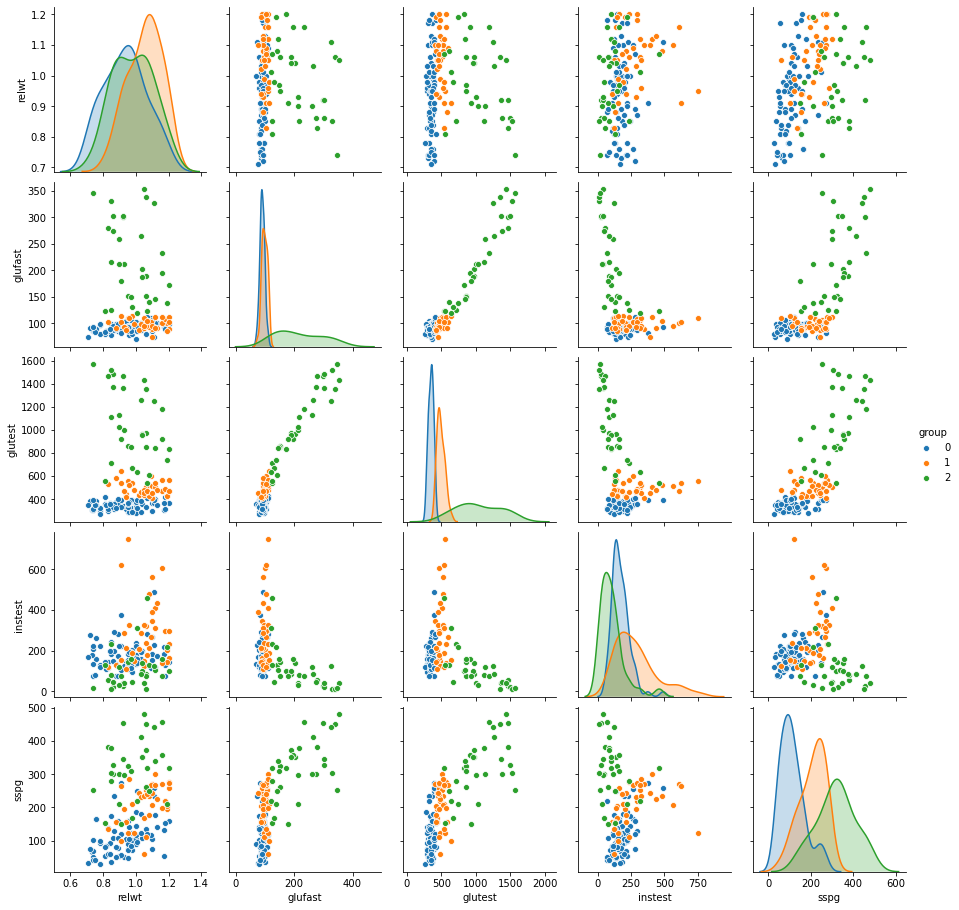 1.2
1.1
1.0
0.9
0.8
0.7
relwt
350
300
250
200
150
100
glufast
1600
1400
1200
1000
800
600
400
glutest
group
0
1
2
600
400
200
0
instest
500
400
300
200
100
sspg
0.6 0.8 1.0 1.2 1.4
relwt
0 200 400
glufast
0 500 1000 1500 2000
glutest
0 250 500 750
instest
0 200 400 600
sspg